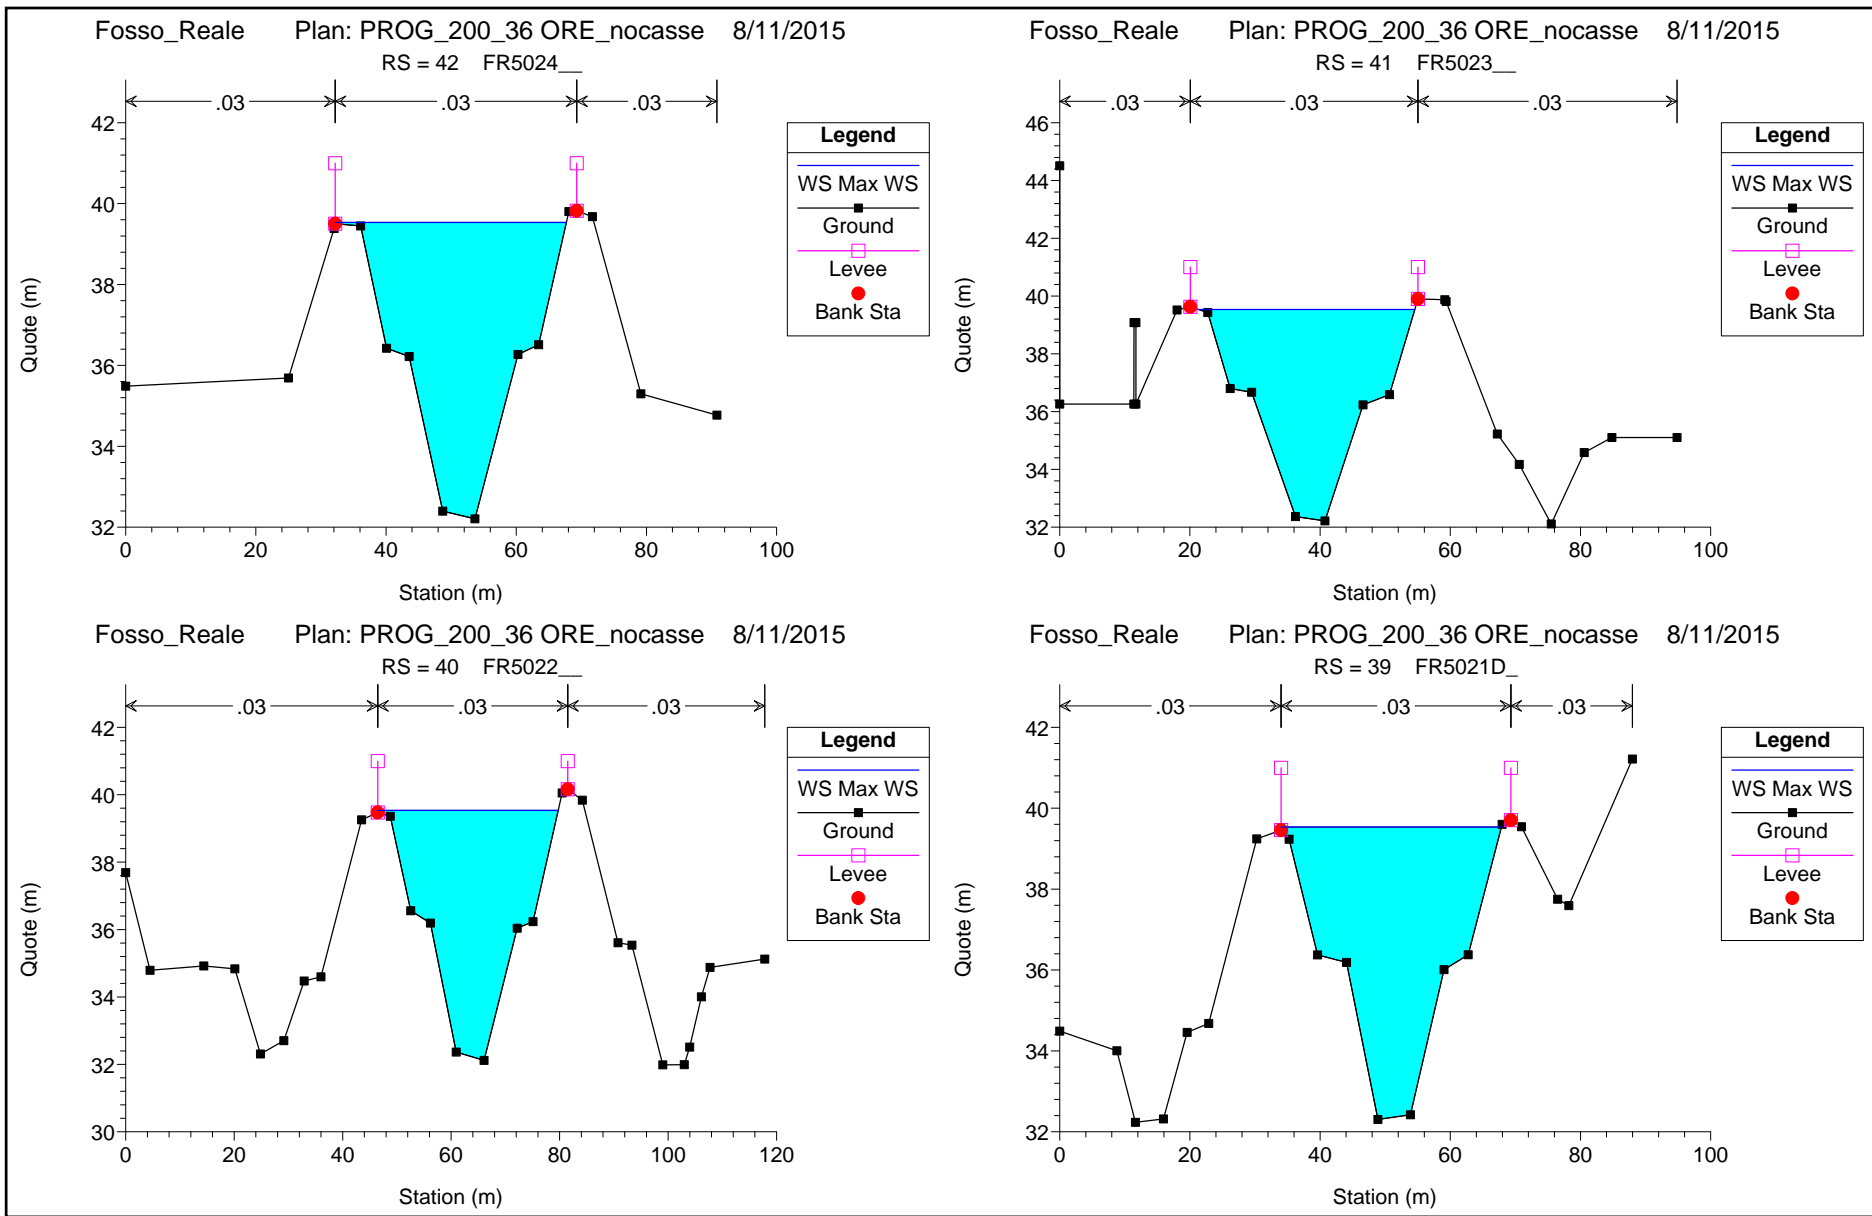 Fosso_Reale Plan: PROG_200_36 ORE_nocasse 8/11/2015
RS = 42 FR5024__
.03 .03 .03
42
40
38
36
34
32
0 20 40 60 80 100
Station (m)
Quote (m)
Legend
WS Max WS
Ground
Levee
Bank Sta
Fosso_Reale Plan: PROG_200_36 ORE_nocasse 8/11/2015
RS = 41 FR5023__
.03 .03 .03
46
44
42
40
38
36
34
32
0 20 40 60 80 100
Station (m)
Quote (m)
Legend
WS Max WS
Ground
Levee
Bank Sta
Fosso_Reale Plan: PROG_200_36 ORE_nocasse 8/11/2015
RS = 40 FR5022__
.03 .03 .03
42
40
38
36
34
32
30
0 20 40 60 80 100 120
Station (m)
Quote (m)
Legend
WS Max WS
Ground
Levee
Bank Sta
Fosso_Reale Plan: PROG_200_36 ORE_nocasse 8/11/2015
RS = 39 FR5021D_
.03 .03 .03
42
40
38
36
34
32
0 20 40 60 80 100
Station (m)
Quote (m)
Legend
WS Max WS
Ground
Levee
Bank Sta